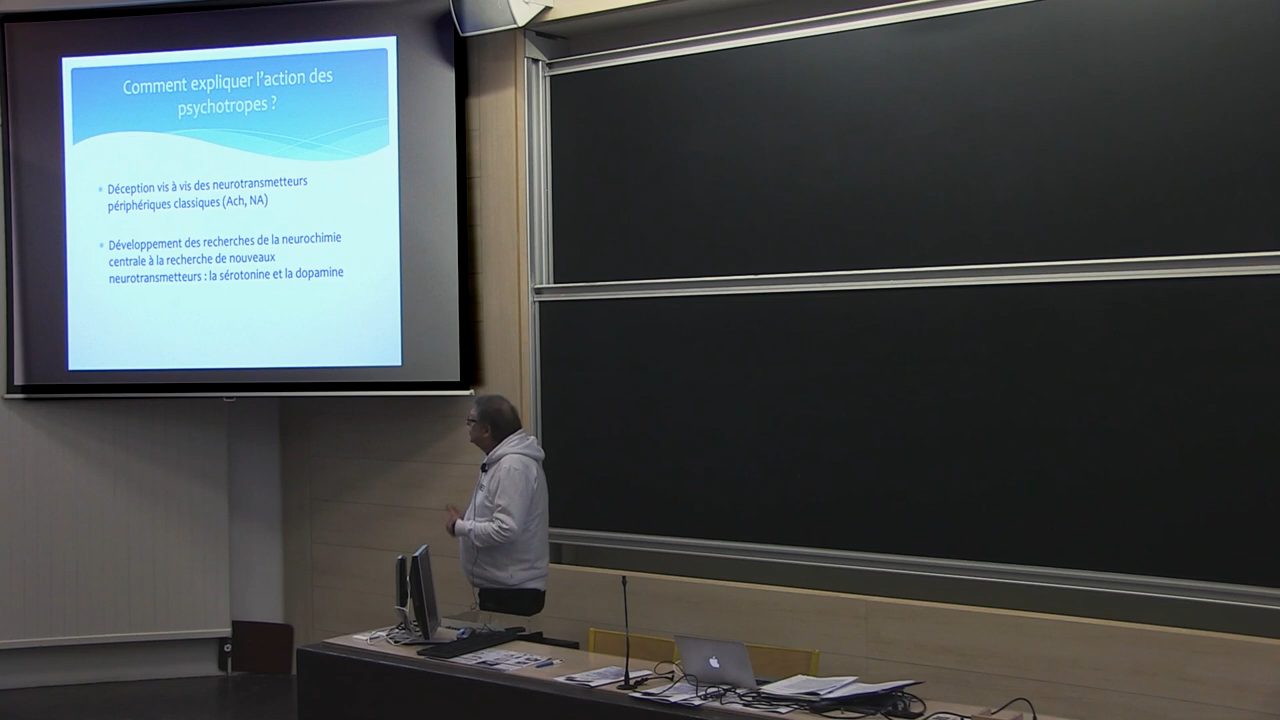 Comment expliquer l'action des
psychotropes ?
Déception vis à vis des neurotransmetteurs
périphériques classiques (Ach, NA)
Développement des recherches de la neurochimie
centrale à la recherche de nouveaux
neurotransmetteurs : la sérotonine et la dopamine